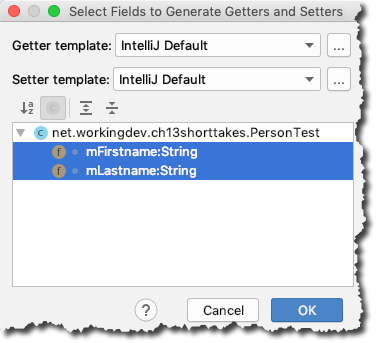 Select Fields to Generate Getters and Setters
Getter template: IntelliJ Default ...
Setter template: IntelliJ Default ...
a z c
c net.workingdev.ch13shorttakes.PersonTest
f mFirstname:String
f mLastname:String
? Cancel OK